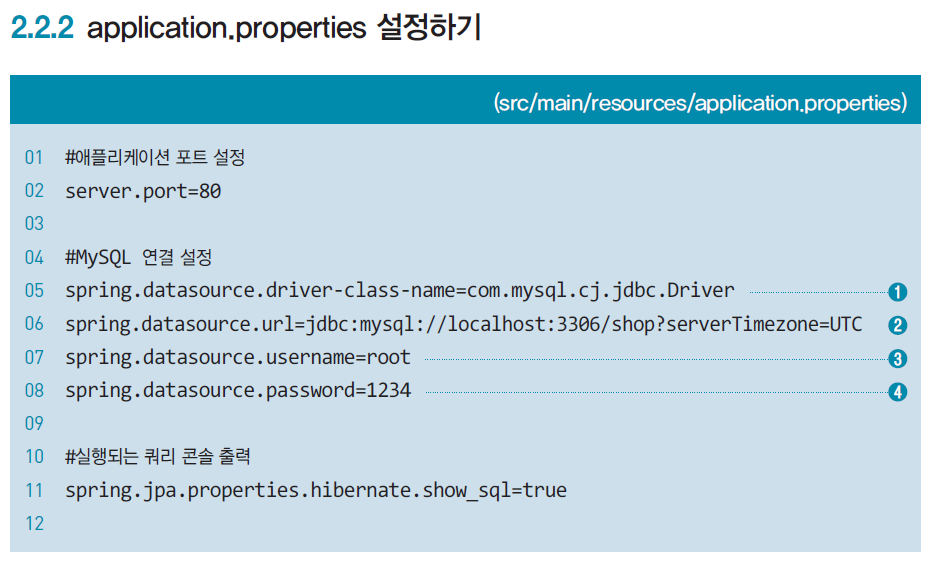 2.2.2 application.properties 설정하기
(src/main/resources/application.properties)
01 #애플리케이션 포트 설정
02 server.port=80
03
04 #MySQL 연결 설정
05 spring.datasource.driver-class-name=com.mysql.cj.jdbc.Driver ❶
06 spring.datasource.url=jdbc:mysql://localhost:3306/shop?serverTimezone=UTC ❷
07 spring.datasource.username=root ❸
08 spring.datasource.password=1234 ❹
09
10 #실행되는 쿼리 콘솔 출력
11 spring.jpa.properties.hibernate.show_sql=true
12